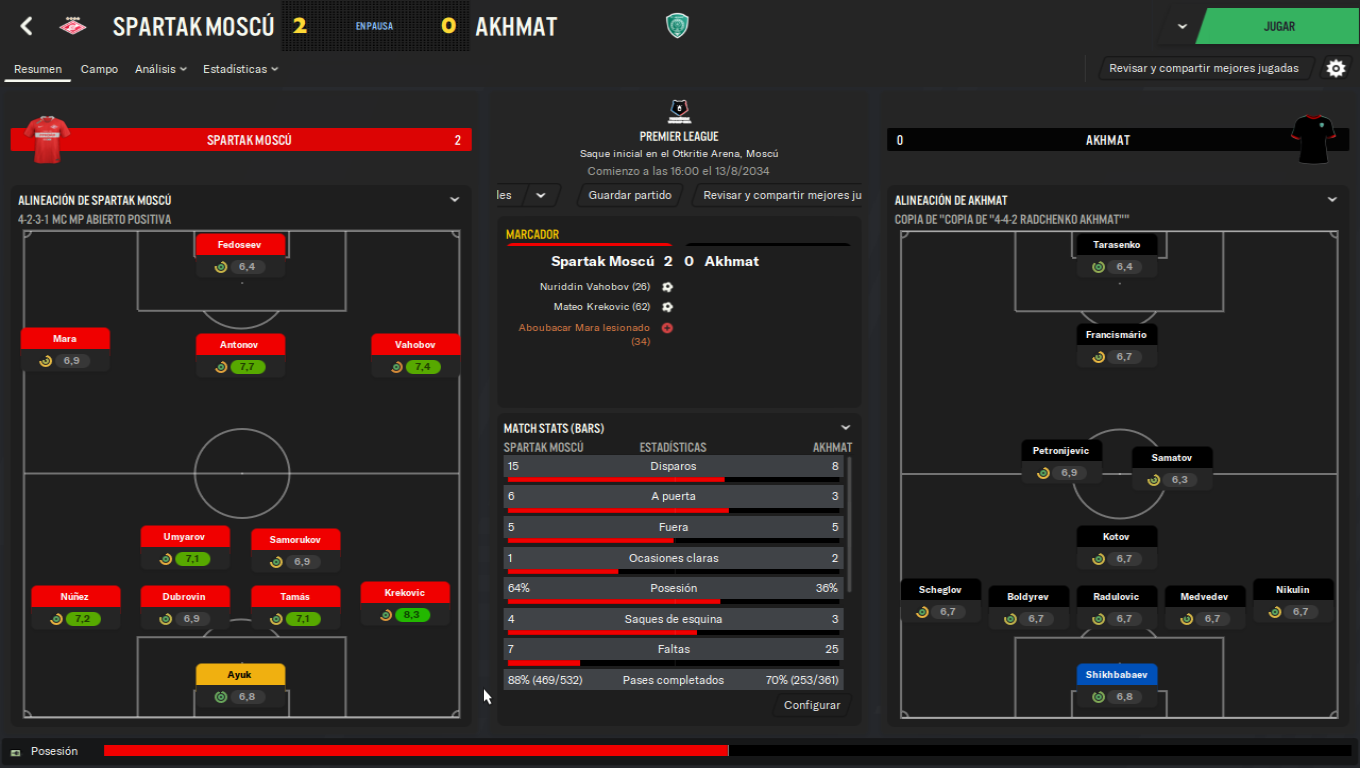 SPARTAK MOSCÚ 2 EN PAUSA 0 AKHMAT
JUGAR
Resumen Campo Análisis Estadísticas
Revisar y compartir mejores jugadas
SPARTAK MOSCÚ 2
PREMIER LEAGUE
Saque inicial en el Otkritie Arena, Moscú
Comienzo a las 16:00 el 13/8/2034
les Guardar partido Revisar y compartir mejores ju
0 AKHMAT
ALINEACIÓN DE SPARTAK MOSCÚ
4-2-3-1 MC MP ABIERTO POSITIVA
Fedoseev
6,4
Mara
6,9
Antonov
7,7
Vahobov
7,4
Umyarov
7,1
Samorukov
6,9
Núñez
7,2
Dubrovin
6,9
Tamás
7,1
Krekovic
8,3
Ayuk
6,8
MARCADOR
Spartak Moscú 2 0 Akhmat
Nuriddin Vahobov (26)
Mateo Krekovic (62)
Aboubacar Mara lesionado
(34)
MATCH STATS (BARS)
SPARTAK MOSCÚ ESTADÍSTICAS AKHMAT
15 Disparos 8
6 A puerta 3
5 Fuera 5
1 Ocasiones claras 2
64% Posesión 36%
4 Saques de esquina 3
7 Faltas 25
88% (469/532) Pases completados 70% (253/361)
Configurar
ALINEACIÓN DE AKHMAT
COPIA DE "COPIA DE "4-4-2 RADCHENKO AKHMAT""
Tarasenko
6,4
Francismário
6,7
Petronijevic
6,9
Samatov
6,3
Kotov
6,7
Scheglov
6,7
Boldyrev
6,7
Radulovic
6,7
Medvedev
6,7
Nikulin
6,7
Shikhbabaev
6,8
Posesión